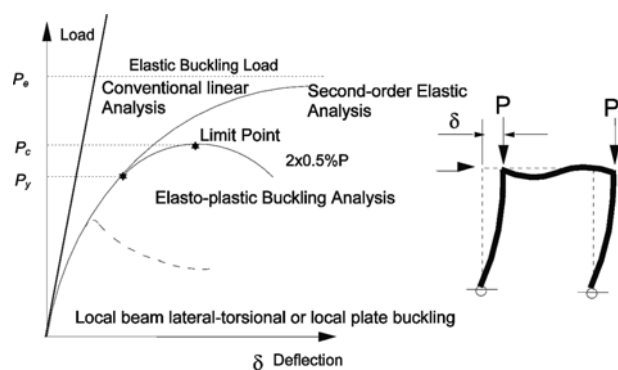 Load
Elastic Buckling Load
Pe
Conventional linear
Analysis
Second-order Elastic
Analysis
P
P
δ
Limit Point
Pc
2x0.5%P
Py
Elasto-plastic Buckling Analysis
Local beam lateral-torsional or local plate buckling
δ Deflection